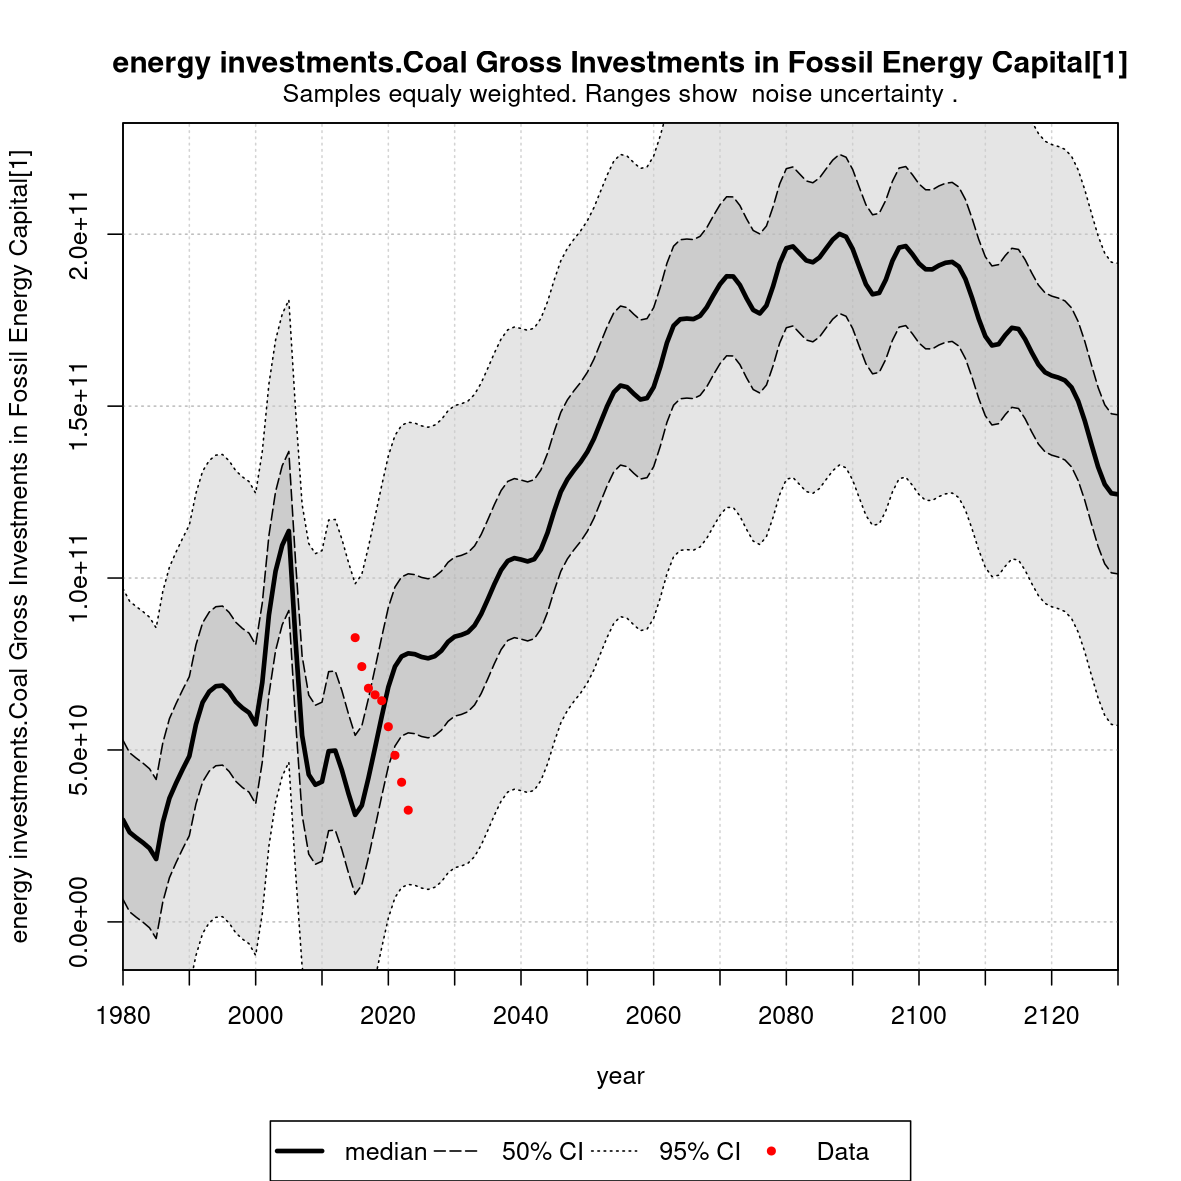 energy investments.Coal Gross Investments in Fossil Energy Capital[1]
Samples equaly weighted. Ranges show  noise uncertainty .
energy investments.Coal Gross Investments in Fossil Energy Capital[1]
2.0e+11
1.5e+11
1.0e+11
5.0e+10
0.0e+00
1980 2000 2020 2040 2060 2080 2100 2120
year
median 50% CI 95% CI Data